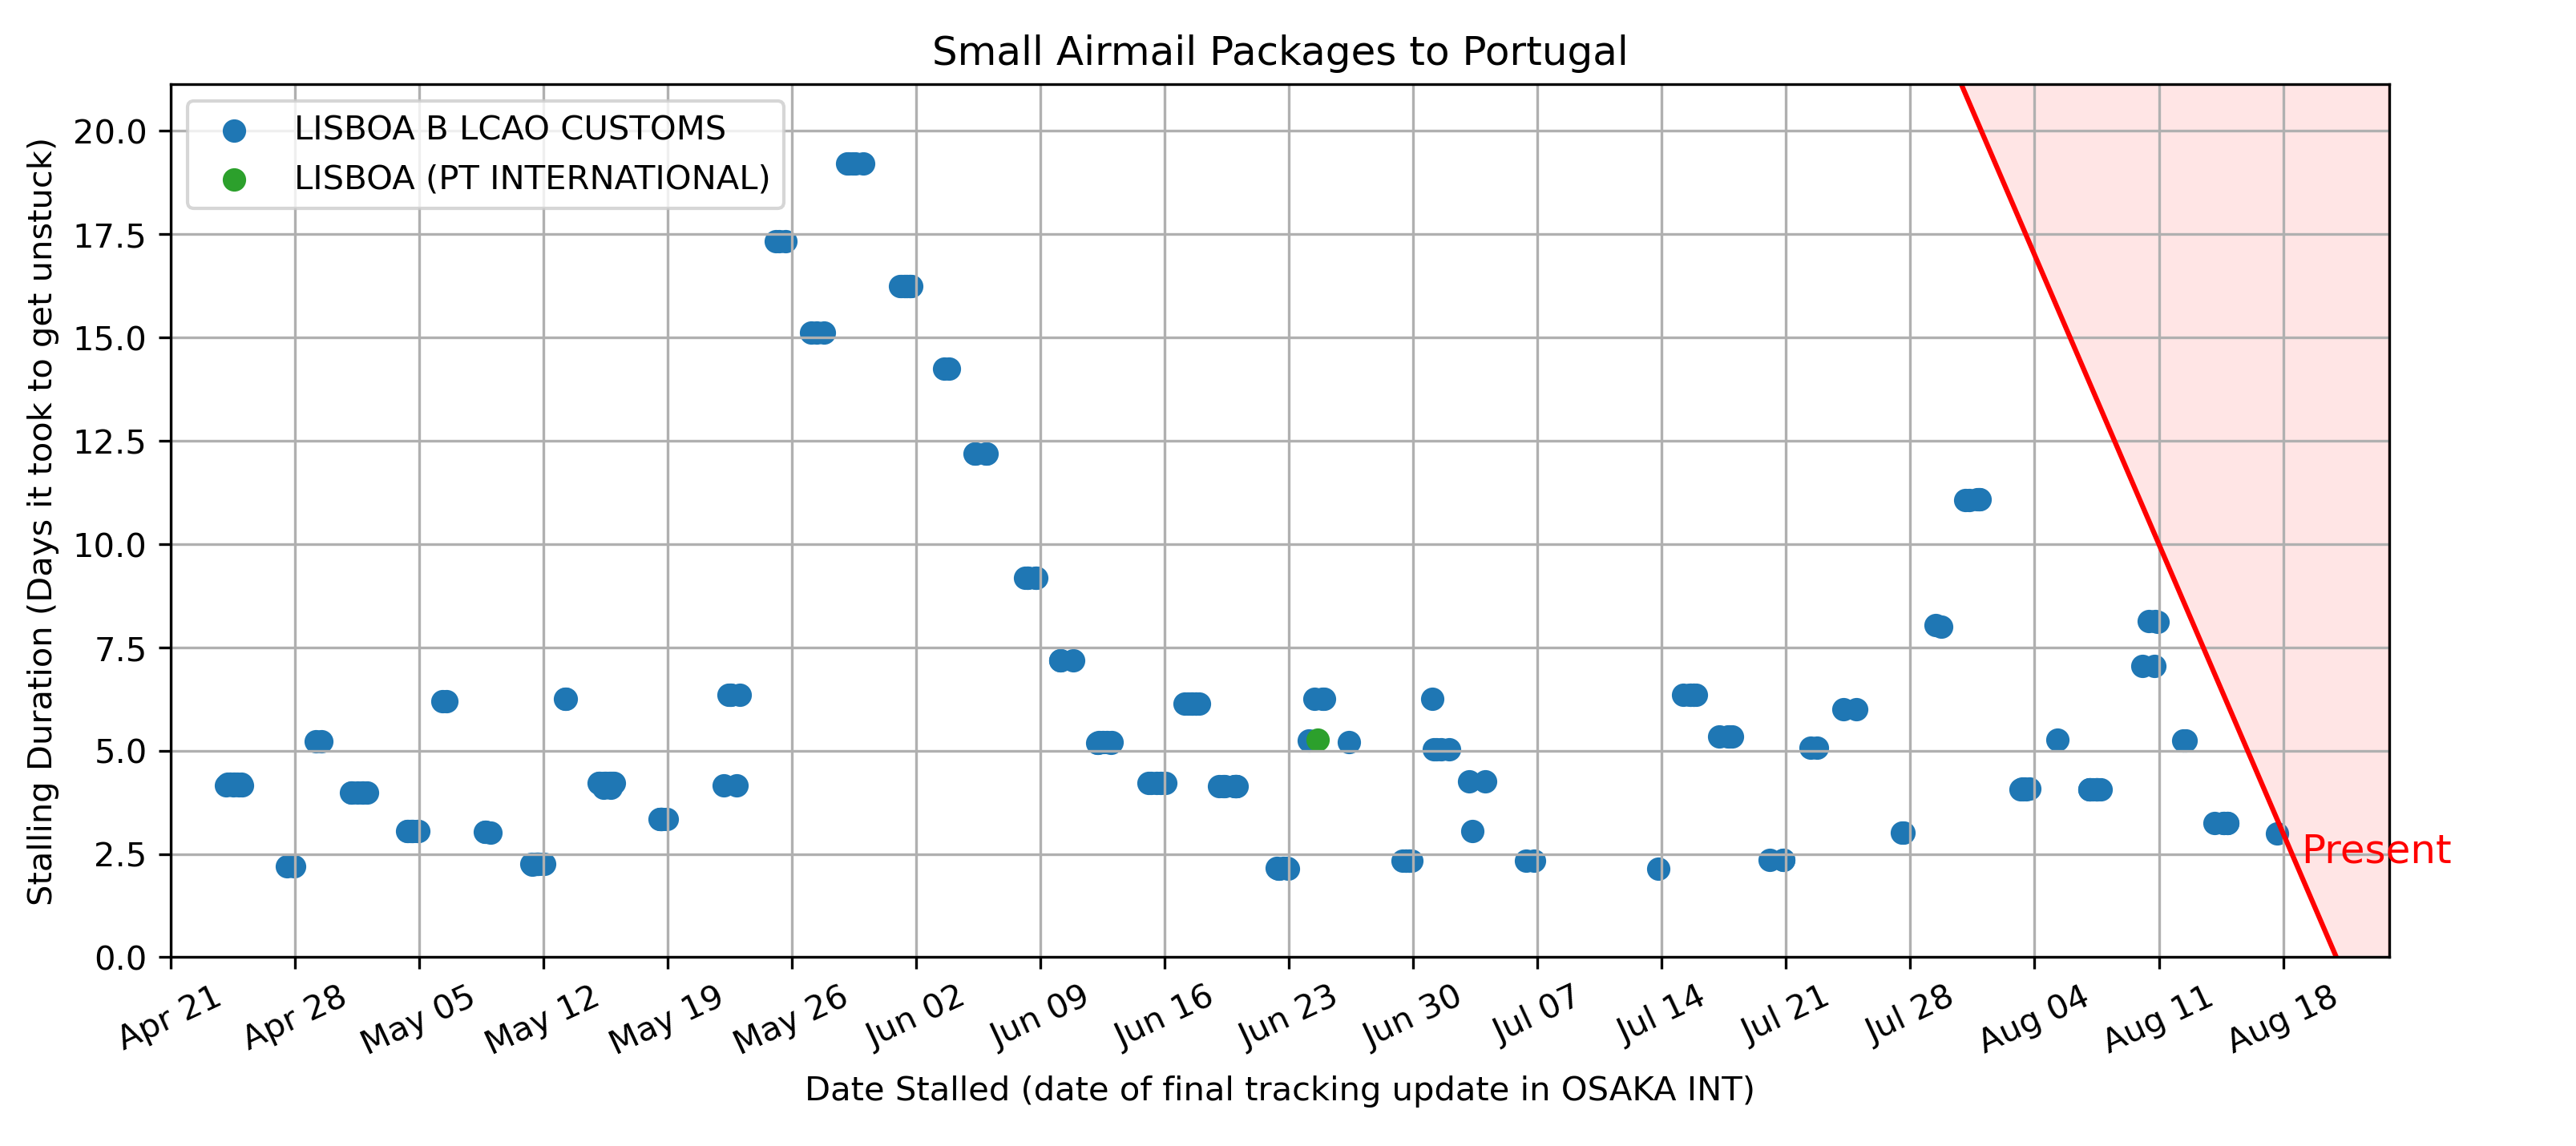 Small Airmail Packages to Portugal
LISBOA B LCAO CUSTOMS
LISBOA (PT INTERNATIONAL)
Stalling Duration (Days it took to get unstuck)
20.0
17.5
15.0
12.5
10.0
7.5
5.0
2.5
0.0
Present
Apr 21
Apr 28
May 05
May 12
May 19
May 26
Jun 02
Jun 09
Jun 16
Jun 23
Jun 30
Jul 07
Jul 14
Jul 21
Jul 28
Aug 04
Aug 11
Aug 18
Date Stalled (date of final tracking update in OSAKA INT)